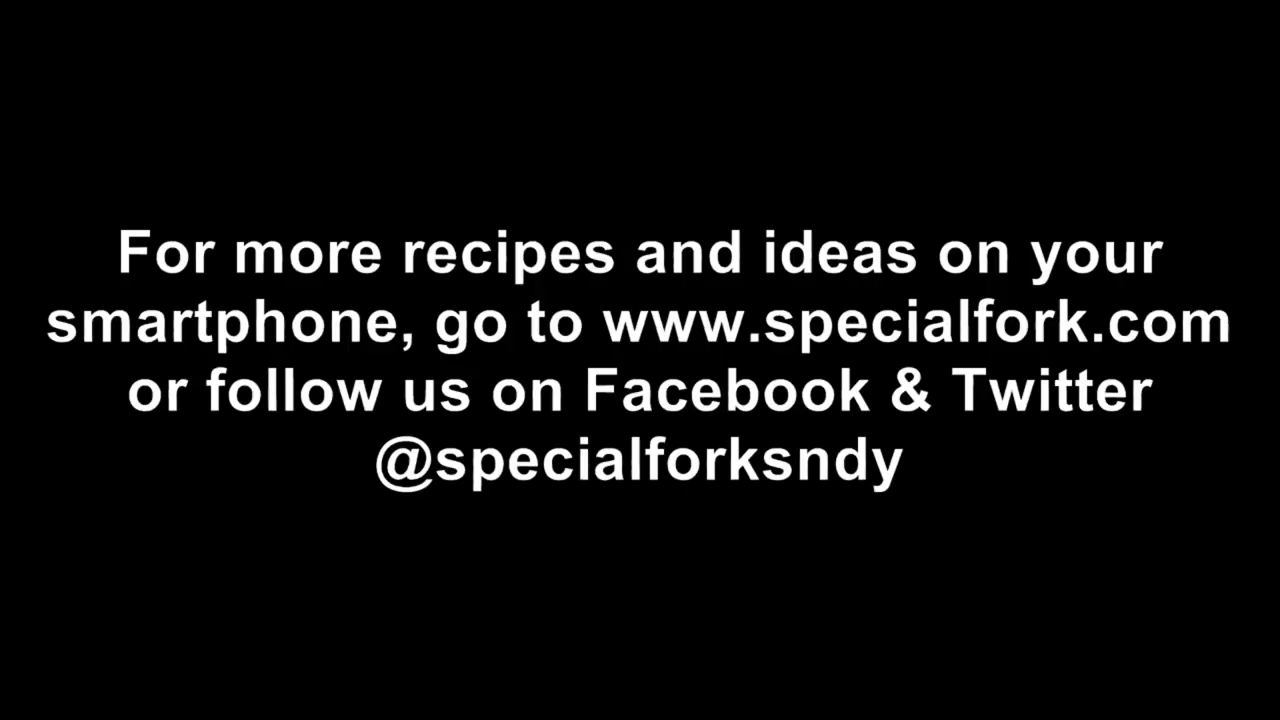 For more recipes and ideas on your
smartphone, go to www.specialfork.com
or follow us on Facebook & Twitter
@specialforksndy